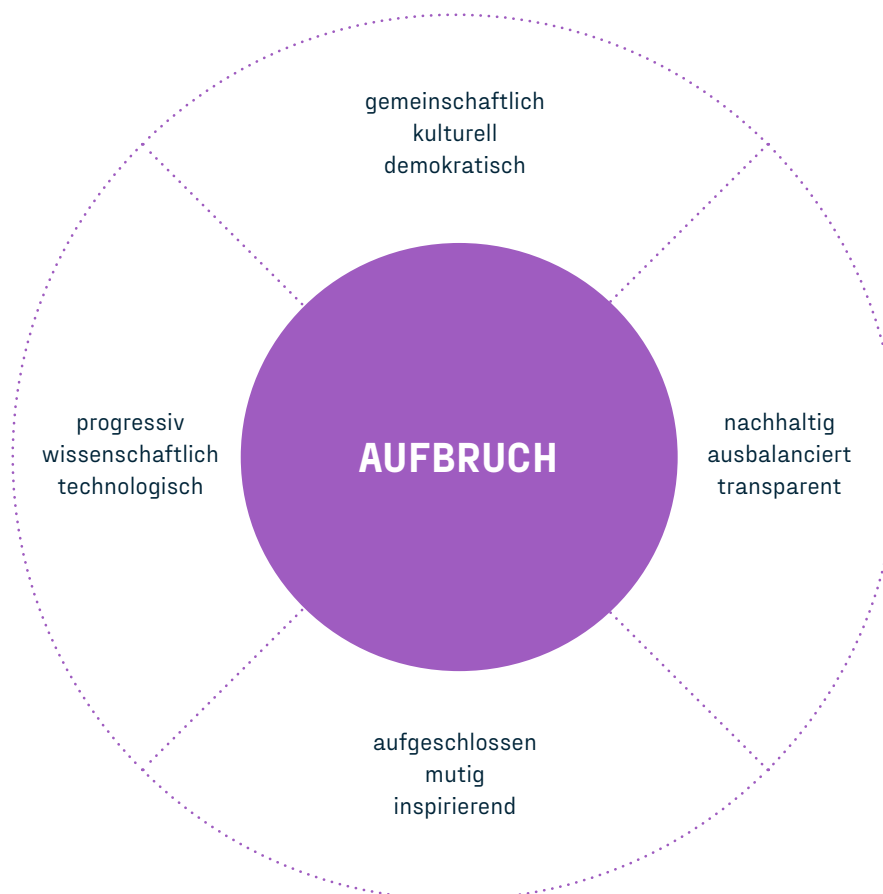 gemeinschaftlich
kulturell
demokratisch
progressiv
wissenschaftlich
technologisch
AUFBRUCH
nachhaltig
ausbalanciert
transparent
aufgeschlossen
mutig
inspirierend